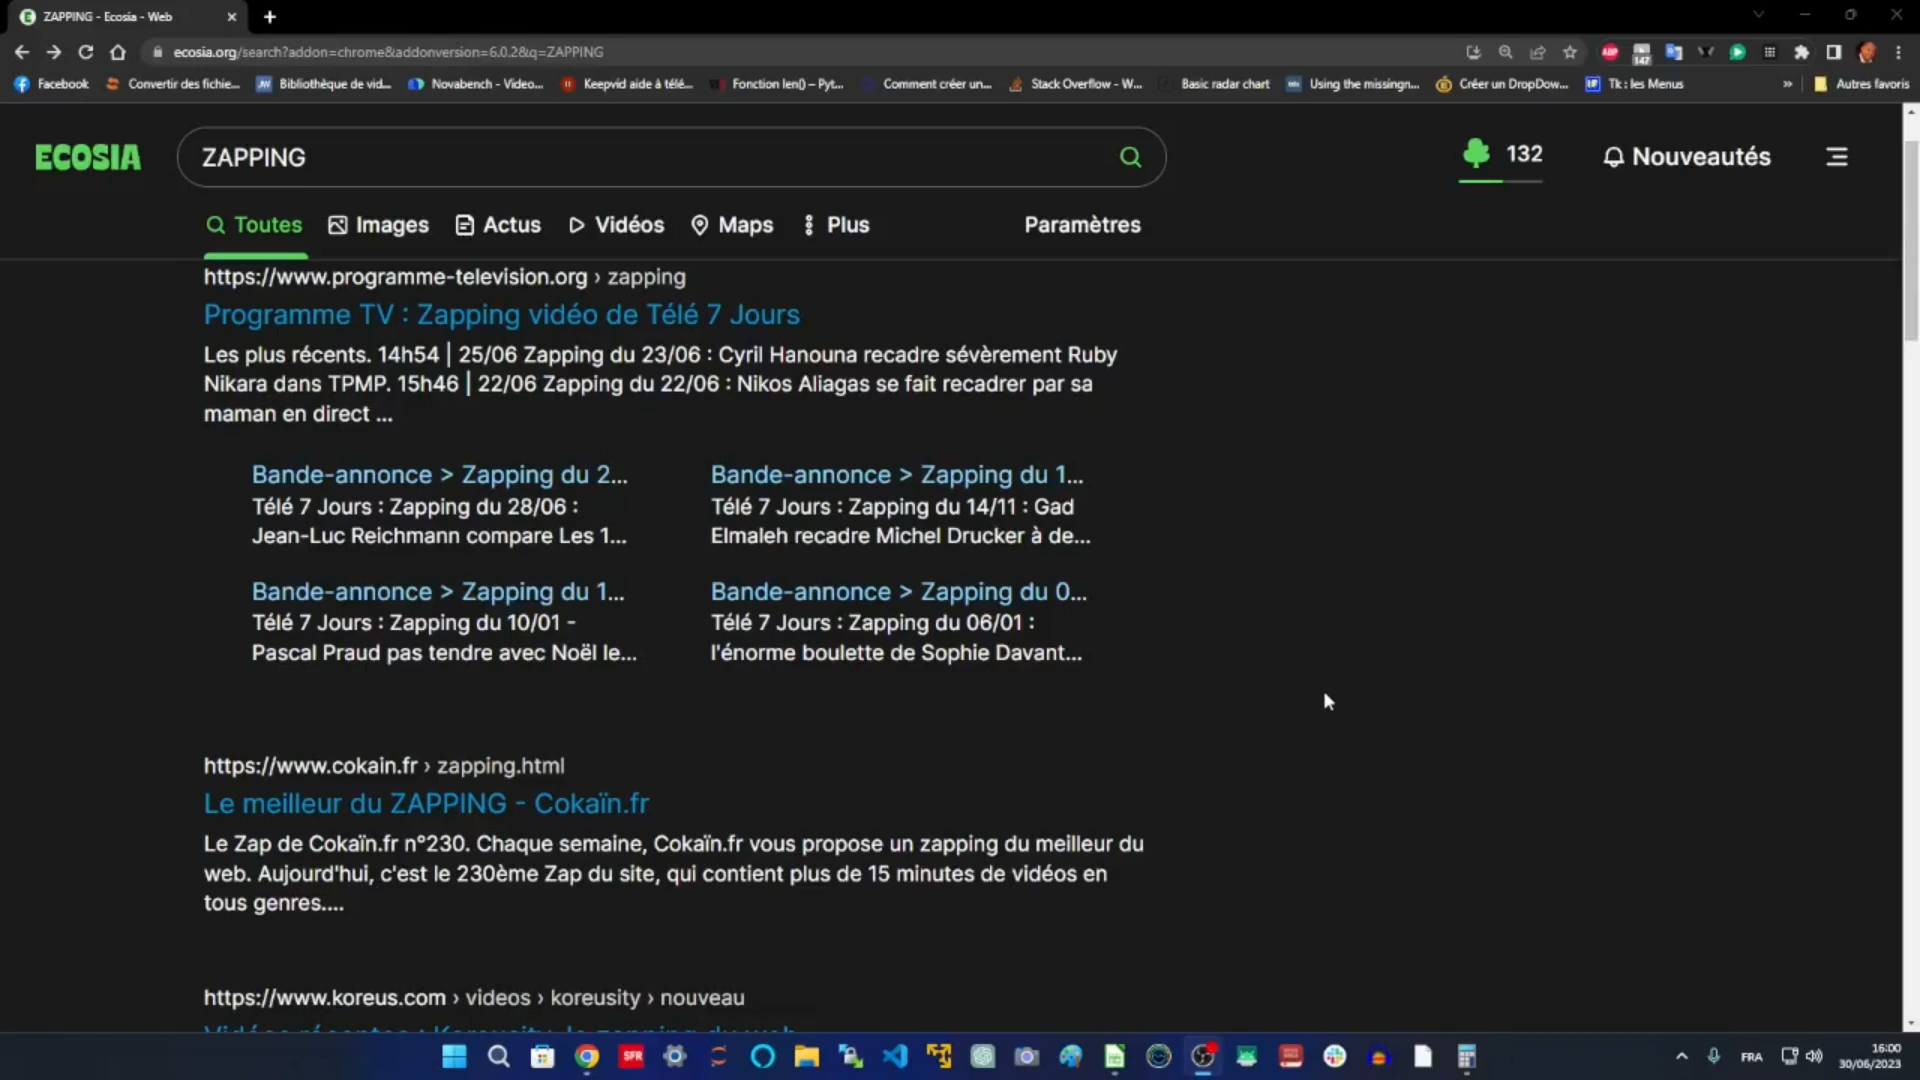 ZAPPING - Ecosia - Web
ecosia.org/search?addon=chrome&addonversion=6.0.2&q=ZAPPING
147
Facebook
Convertir des fichie...
Bibliothèque de vid...
Novabench - Video...
Keepvid aide à télé...
Fonction len() – Pyt...
Comment créer un...
Stack Overflow - W...
Basic radar chart
Using the missingn...
Créer un DropDow...
Tk : les Menus
»
Autres favoris
ECOSIA
ZAPPING
132
Nouveautés
Toutes
Images
Actus
Vidéos
Maps
Plus
Paramètres
https://www.programme-television.org › zapping
Programme TV : Zapping vidéo de Télé 7 Jours
Les plus récents. 14h54 | 25/06 Zapping du 23/06 : Cyril Hanouna recadre sévèrement Ruby
Nikara dans TPMP. 15h46 | 22/06 Zapping du 22/06 : Nikos Aliagas se fait recadrer par sa
maman en direct ...
Bande-annonce > Zapping du 2...
Télé 7 Jours : Zapping du 28/06 :
Jean-Luc Reichmann compare Les 1...
Bande-annonce > Zapping du 1...
Télé 7 Jours : Zapping du 14/11 : Gad
Elmaleh recadre Michel Drucker à de...
Bande-annonce > Zapping du 1...
Télé 7 Jours : Zapping du 10/01 -
Pascal Praud pas tendre avec Noël le...
Bande-annonce > Zapping du 0...
Télé 7 Jours : Zapping du 06/01 :
l'énorme boulette de Sophie Davant...
https://www.cokain.fr › zapping.html
Le meilleur du ZAPPING - Cokaïn.fr
Le Zap de Cokaïn.fr n°230. Chaque semaine, Cokaïn.fr vous propose un zapping du meilleur du
web. Aujourd'hui, c'est le 230ème Zap du site, qui contient plus de 15 minutes de vidéos en
tous genres....
https://www.koreus.com › videos › koreusity › nouveau
Vidéos récentes : Koreusity, le zapping du web
SFR
FRA
16:00
30/06/2023